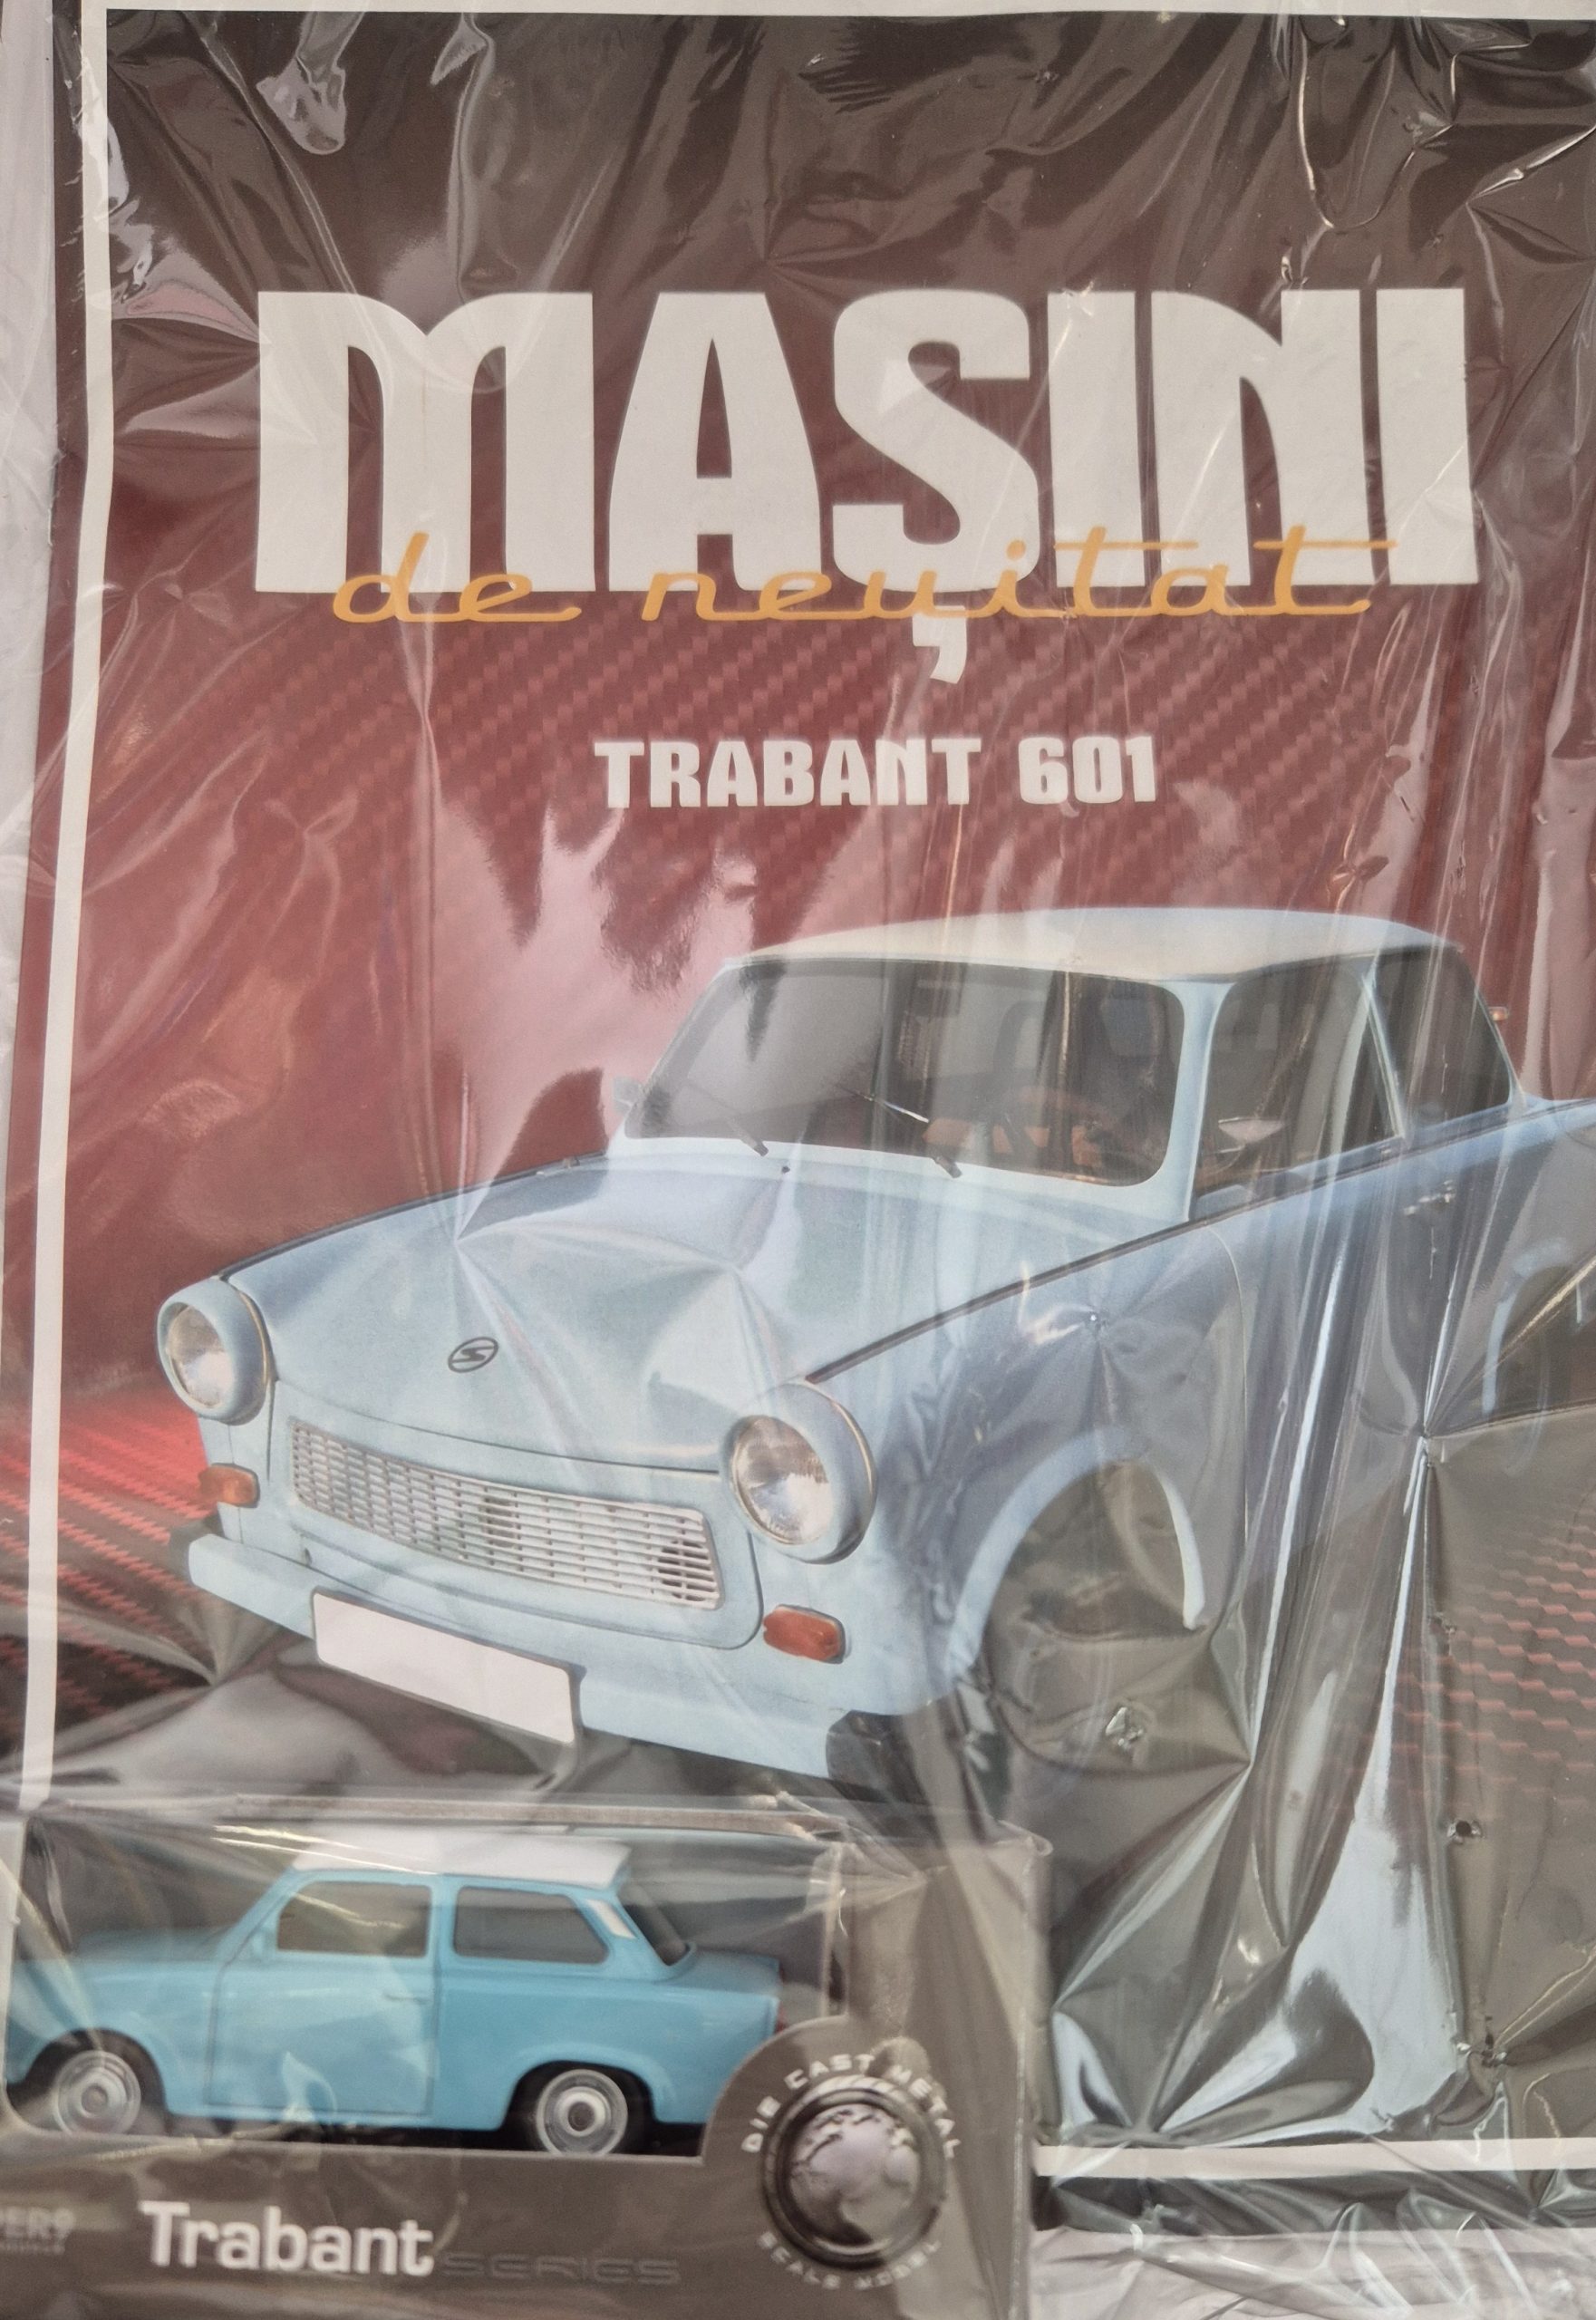 MAȘINI
de neuitat
TRABANT 601
DIE CAST METAL
SCALE MODEL
Trabant SERIES